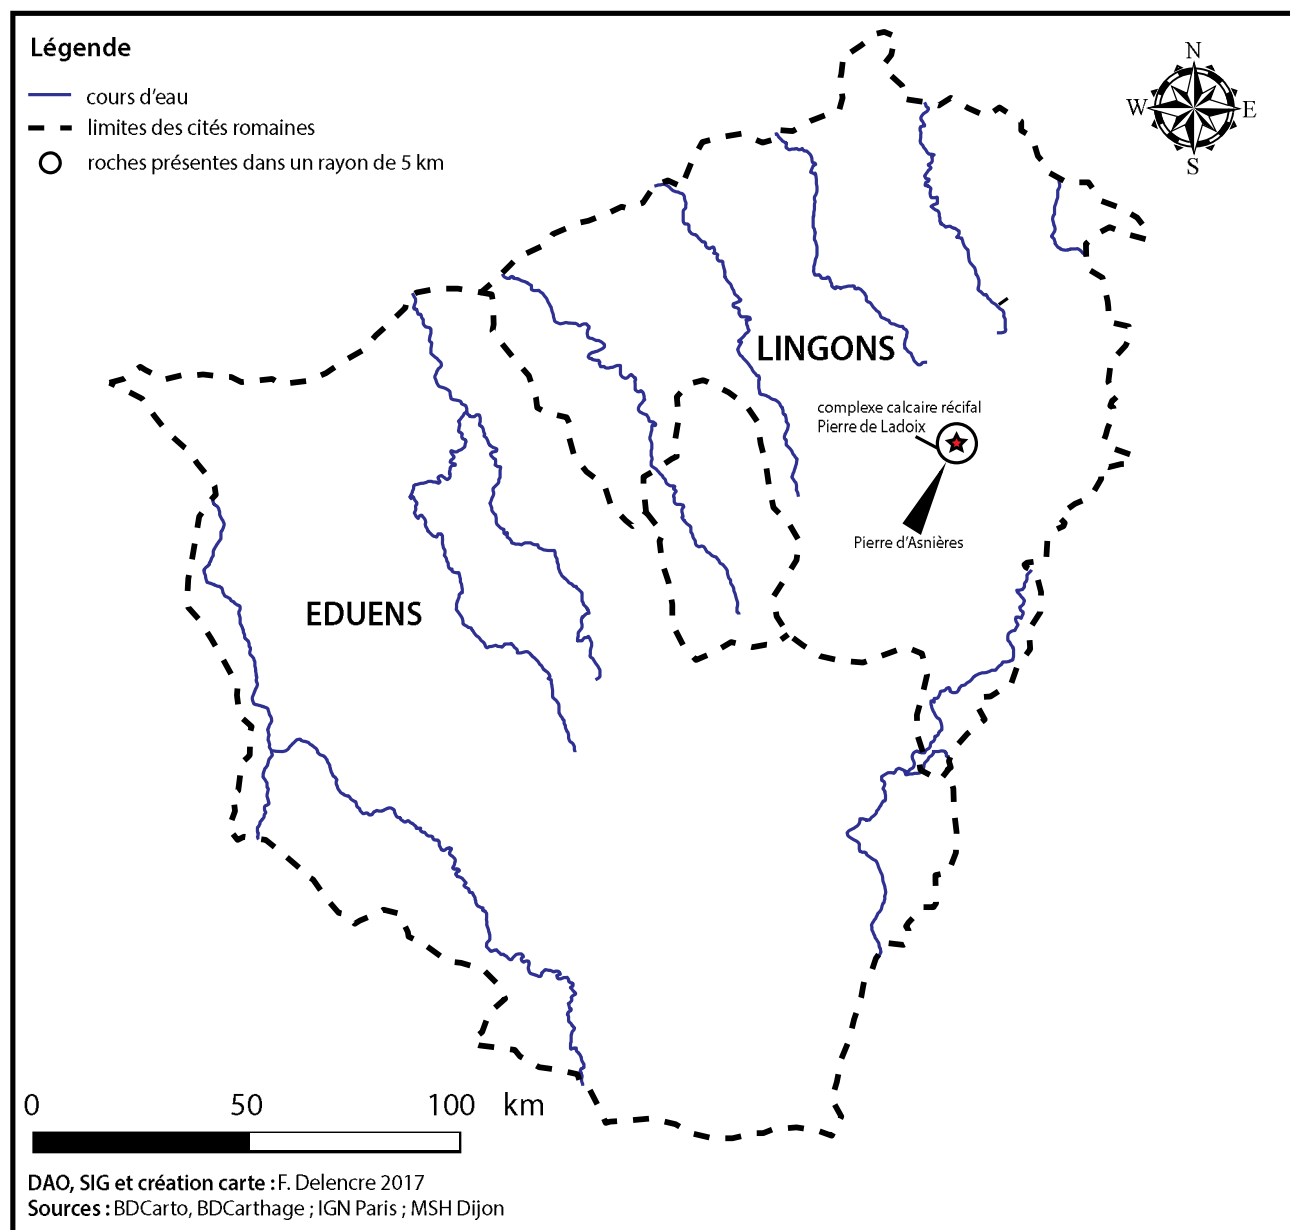 Légende
cours d'eau
limites des cités romaines
roches présentes dans un rayon de 5 km
N
W
E
S
LINGONS
complexe calcaire récifal
Pierre de Ladoix
Pierre d'Asnières
EDUENS
0 50 100 km
DAO, SIG et création carte : F. Delencre 2017
Sources : BDCarto, BDCarthage ; IGN Paris ; MSH Dijon